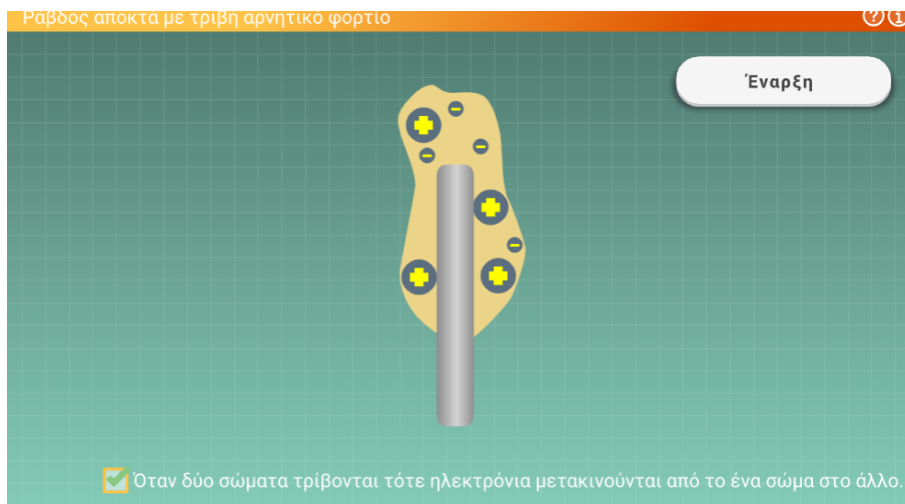 Ράβδος αποκτά με τριβή αρνητικό φορτίο
Έναρξη
Όταν δύο σώματα τρίβονται τότε ηλεκτρόνια μετακινούνται από το ένα σώμα στο άλλο.